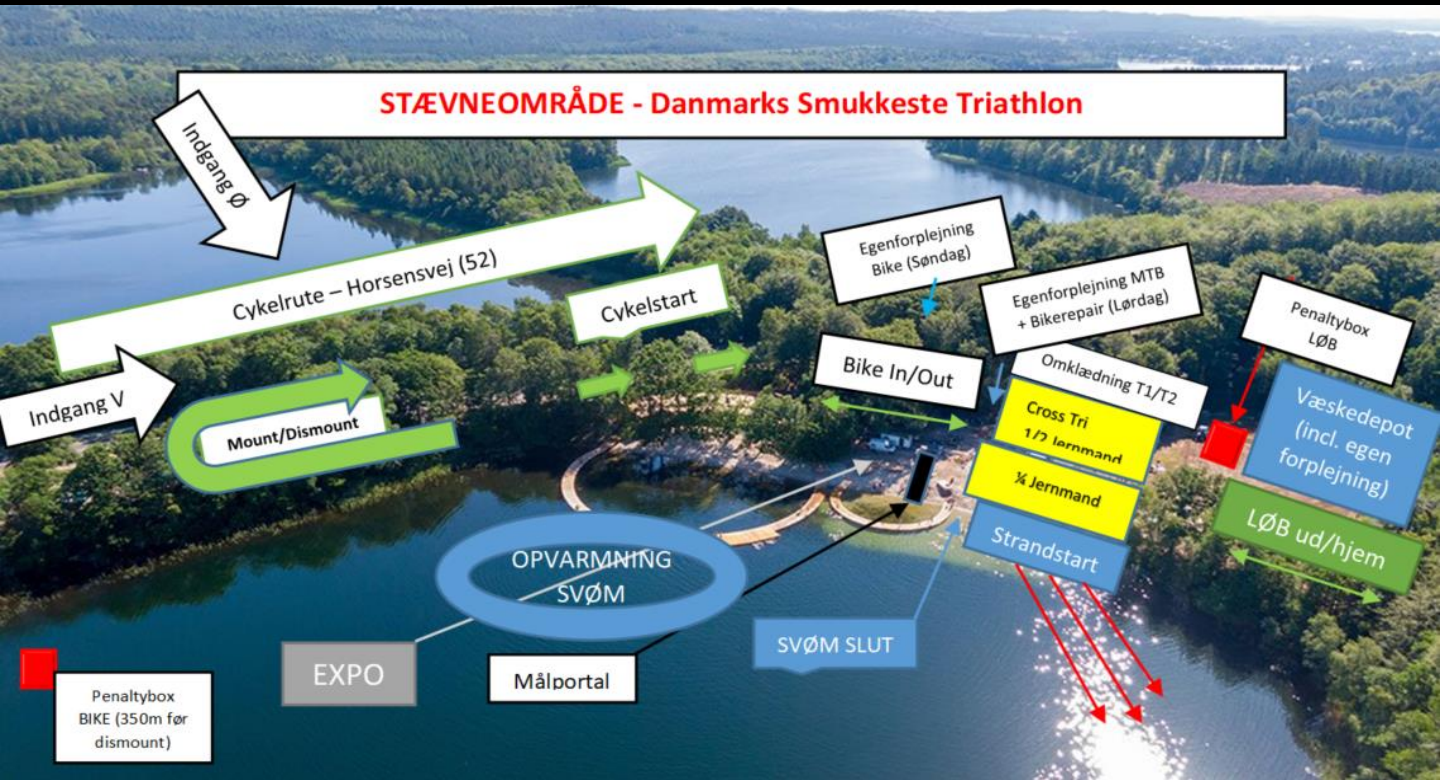 STÆVNEOMRÅDE - Danmarks Smukkeste Triathlon
Indgang Ø
Cykelrute – Horsensvej (52)
Cykelstart
Indgang V
Mount/Dismount
Egenforplejning
Bike (Søndag)
Egenforplejning MTB
+ Bikerepair (Lørdag)
Bike In/Out
Omklædning T1/T2
Cross Tri
1/2 Jernmand
¼ Jernmand
Strandstart
Penaltybox
LØB
Væskedepot
(incl. egen
forplejning)
LØB ud/hjem
OPVARMNING
SVØM
SVØM SLUT
EXPO
Målportal
Penaltybox
BIKE (350m før
dismount)